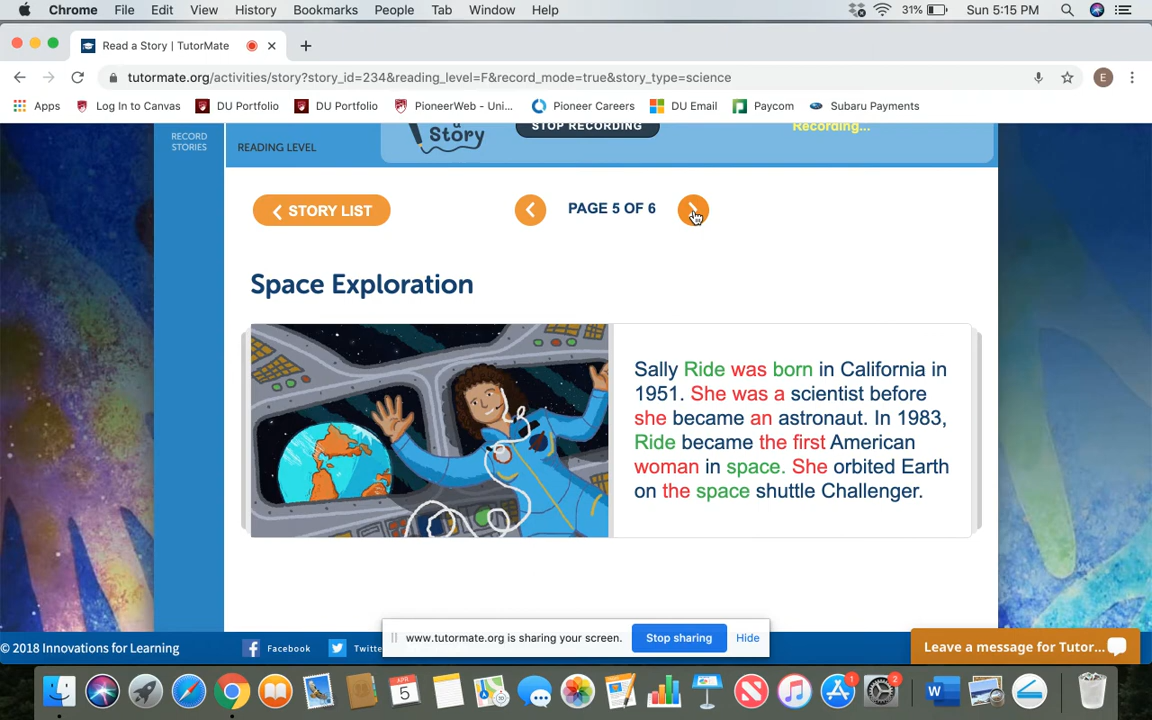 Chrome File Edit View History Bookmarks People Tab Window Help 31% Sun 5:15 PM
Read a Story | TutorMate
tutormate.org/activities/story?story_id=234&reading_level=F&record_mode=true&story_type=science E
Apps Log In to Canvas DU Portfolio DU Portfolio PioneerWeb - Uni... Pioneer Careers DU Email Paycom Subaru Payments
RECORD
STORIES
READING LEVEL
Story
STOP RECORDING
Recording...
STORY LIST
PAGE 5 OF 6
Space Exploration
Sally Ride was born in California in
1951. She was a scientist before
she became an astronaut. In 1983,
Ride became the first American
woman in space. She orbited Earth
on the space shuttle Challenger.
www.tutormate.org is sharing your screen. Stop sharing Hide
© 2018 Innovations for Learning Facebook Twitte
Leave a message for Tutor...
APR
5
1
2
W